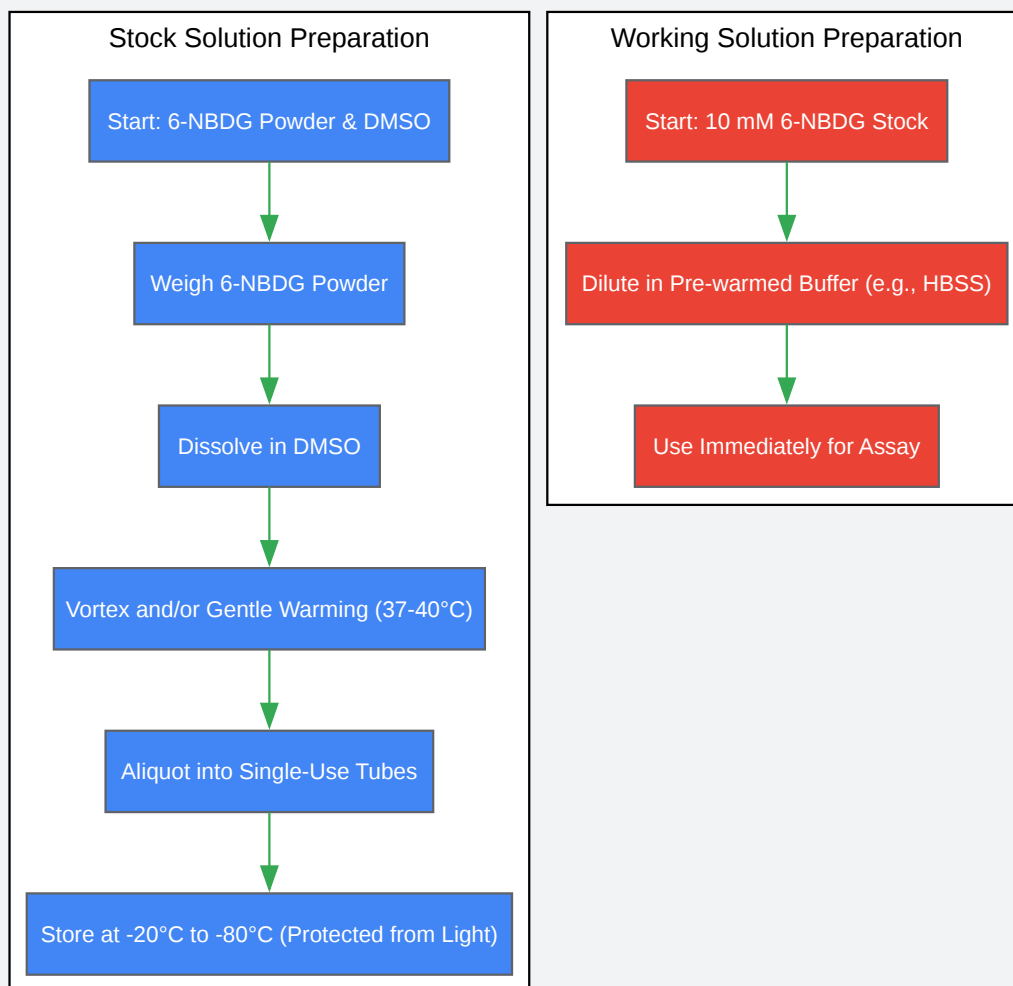 Stock Solution Preparation
Start: 6-NBDG Powder & DMSO
Weigh 6-NBDG Powder
Dissolve in DMSO
Vortex and/or Gentle Warming (37-40°C)
Aliquot into Single-Use Tubes
Store at -20°C to -80°C (Protected from Light)
Working Solution Preparation
Start: 10 mM 6-NBDG Stock
Dilute in Pre-warmed Buffer (e.g., HBSS)
Use Immediately for Assay